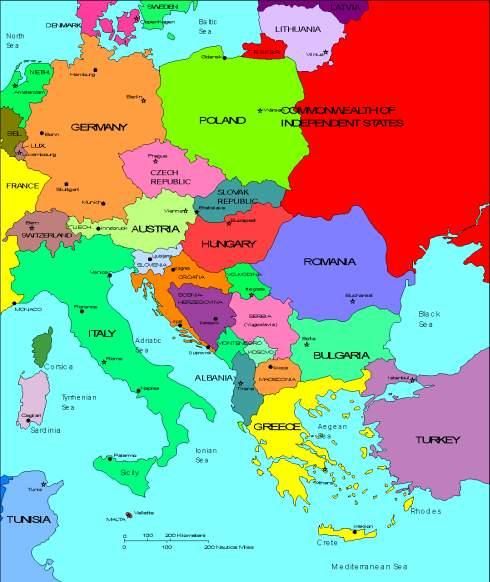 SWEDEN
LATVIA
DENMARK
Copenhagen
Baltic
Sea
LITHUANIA
North
Sea
Vilnius
Gdansk
NETH.
Hamburg
Amsterdam
Berlin
Warsaw
COMMONWEALTH OF
INDEPENDENT STATES
POLAND
GERMANY
BEL.
Bonn
LUX.
Luxembourg
Prague
CZECH
REPUBLIC
FRANCE
Stuttgart
SLOVAK
REPUBLIC
Munich
Vienna
Bratislava
Bern
LIECH.
Innsbruck
AUSTRIA
Budapest
SWITZERLAND
HUNGARY
Ljubljana
SLOVENIA
ROMANIA
Zagreb
Venice
CROATIA
VOJVODINA
BOSNIA-
HERZEGOVINA
Belgrade
Bucharest
MONACO
Florence
Split
Sarajevo
SERBIA
(Yugoslavia)
Black
Sea
ITALY
Adriatic
Sea
MONTENEGRO
Sofia
Dubrovnik
KOSOVO
BULGARIA
Corsica
Rome
Skopje
ALBANIA
MACEDONIA
Istanbul
Tirana
Naples
Tyrrhenian
Sea
Cagliari
Sardinia
GREECE
Aegean
Sea
TURKEY
Ionian
Sea
Palermo
Sicily
Athens
Tunis
Rhodes
TUNISIA
Valletta
MALTA
Iraklion
Crete
0 100 200 Kilometers
0 100 200 Nautical Miles
Mediterranean Sea